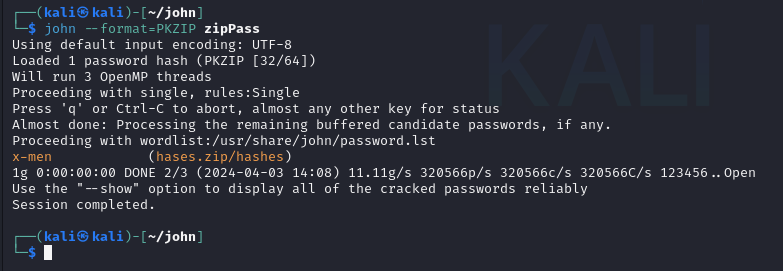 ┌──(kali㉿kali)-[~/john]
└─$ john --format=PKZIP zipPass
Using default input encoding: UTF-8
Loaded 1 password hash (PKZIP [32/64])
Will run 3 OpenMP threads
Proceeding with single, rules:Single
Press 'q' or Ctrl-C to abort, almost any other key for status
Almost done: Processing the remaining buffered candidate passwords, if any.
Proceeding with wordlist:/usr/share/john/password.lst
x-men            (hases.zip/hashes)
1g 0:00:00:00 DONE 2/3 (2024-04-03 14:08) 11.11g/s 320566p/s 320566c/s 320566C/s 123456..Open
Use the "--show" option to display all of the cracked passwords reliably
Session completed.
┌──(kali㉿kali)-[~/john]
└─$
KALI